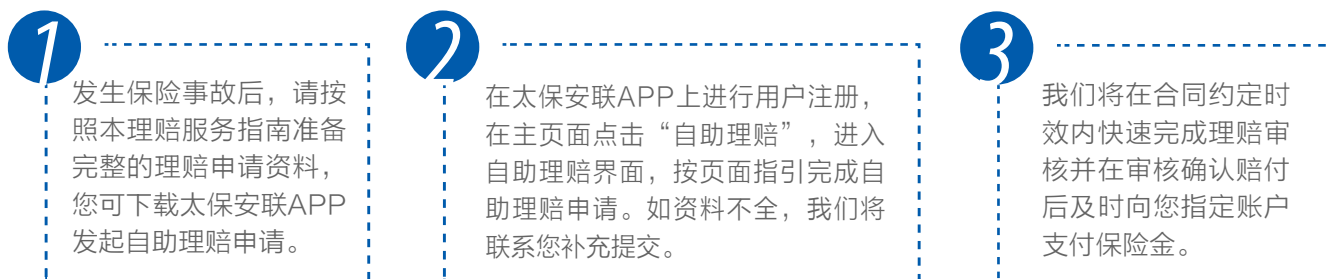 1
发生保险事故后，请按
照本理赔服务指南准备
完整的理赔申请资料，
您可下载太保安联APP
发起自助理赔申请。
2
在太保安联APP上进行用户注册，
在主页面点击“自助理赔”，进入
自助理赔界面，按页面指引完成自
助理赔申请。如资料不全，我们将
联系您补充提交。
3
我们将在合同约定时
效内快速完成理赔审
核并在审核确认赔付
后及时向您指定账户
支付保险金。